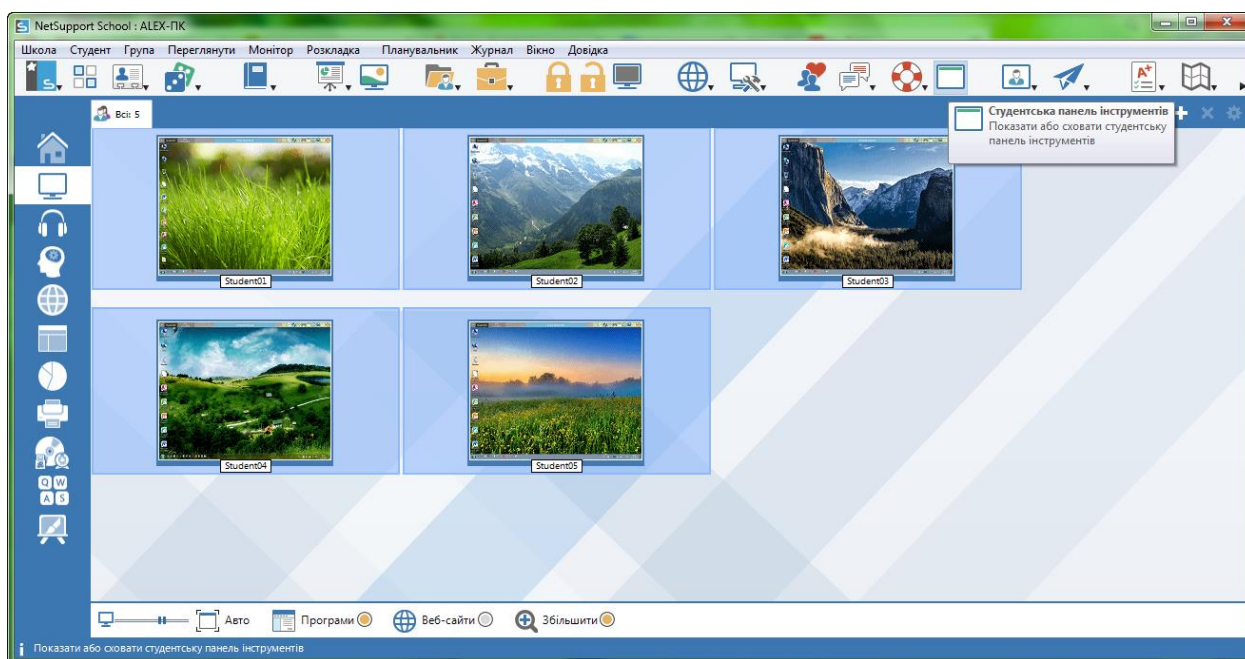 NetSupport School : ALEX-ПК
Школа Студент Група Переглянути Монітор Розкладка Планувальник Журнал Вікно Довідка
Всі: 5
Студентська панель інструментів
Показати або сховати студентську
панель інструментів
Student01 Student02 Student03
Student04 Student05
Q W
A S
Авто Програми Веб-сайти Збільшити
Показати або сховати студентську панель інструментів